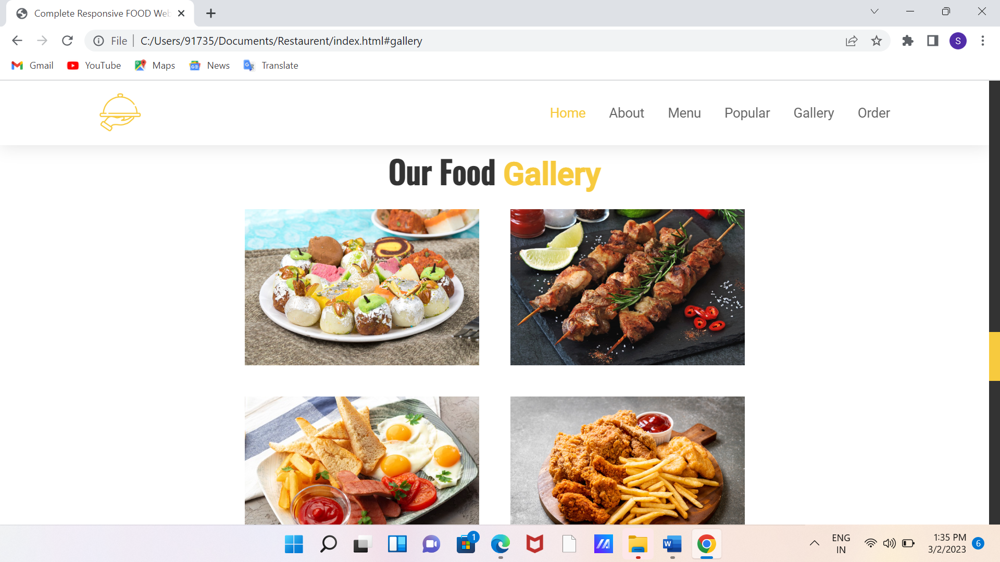 Complete Responsive FOOD Web
File
C:/Users/91735/Documents/Restaurent/index.html#gallery
S
Gmail
YouTube
Maps
News
Translate
Home
About
Menu
Popular
Gallery
Order
Our Food Gallery
1
W
ENG
IN
1:35 PM
3/2/2023
6